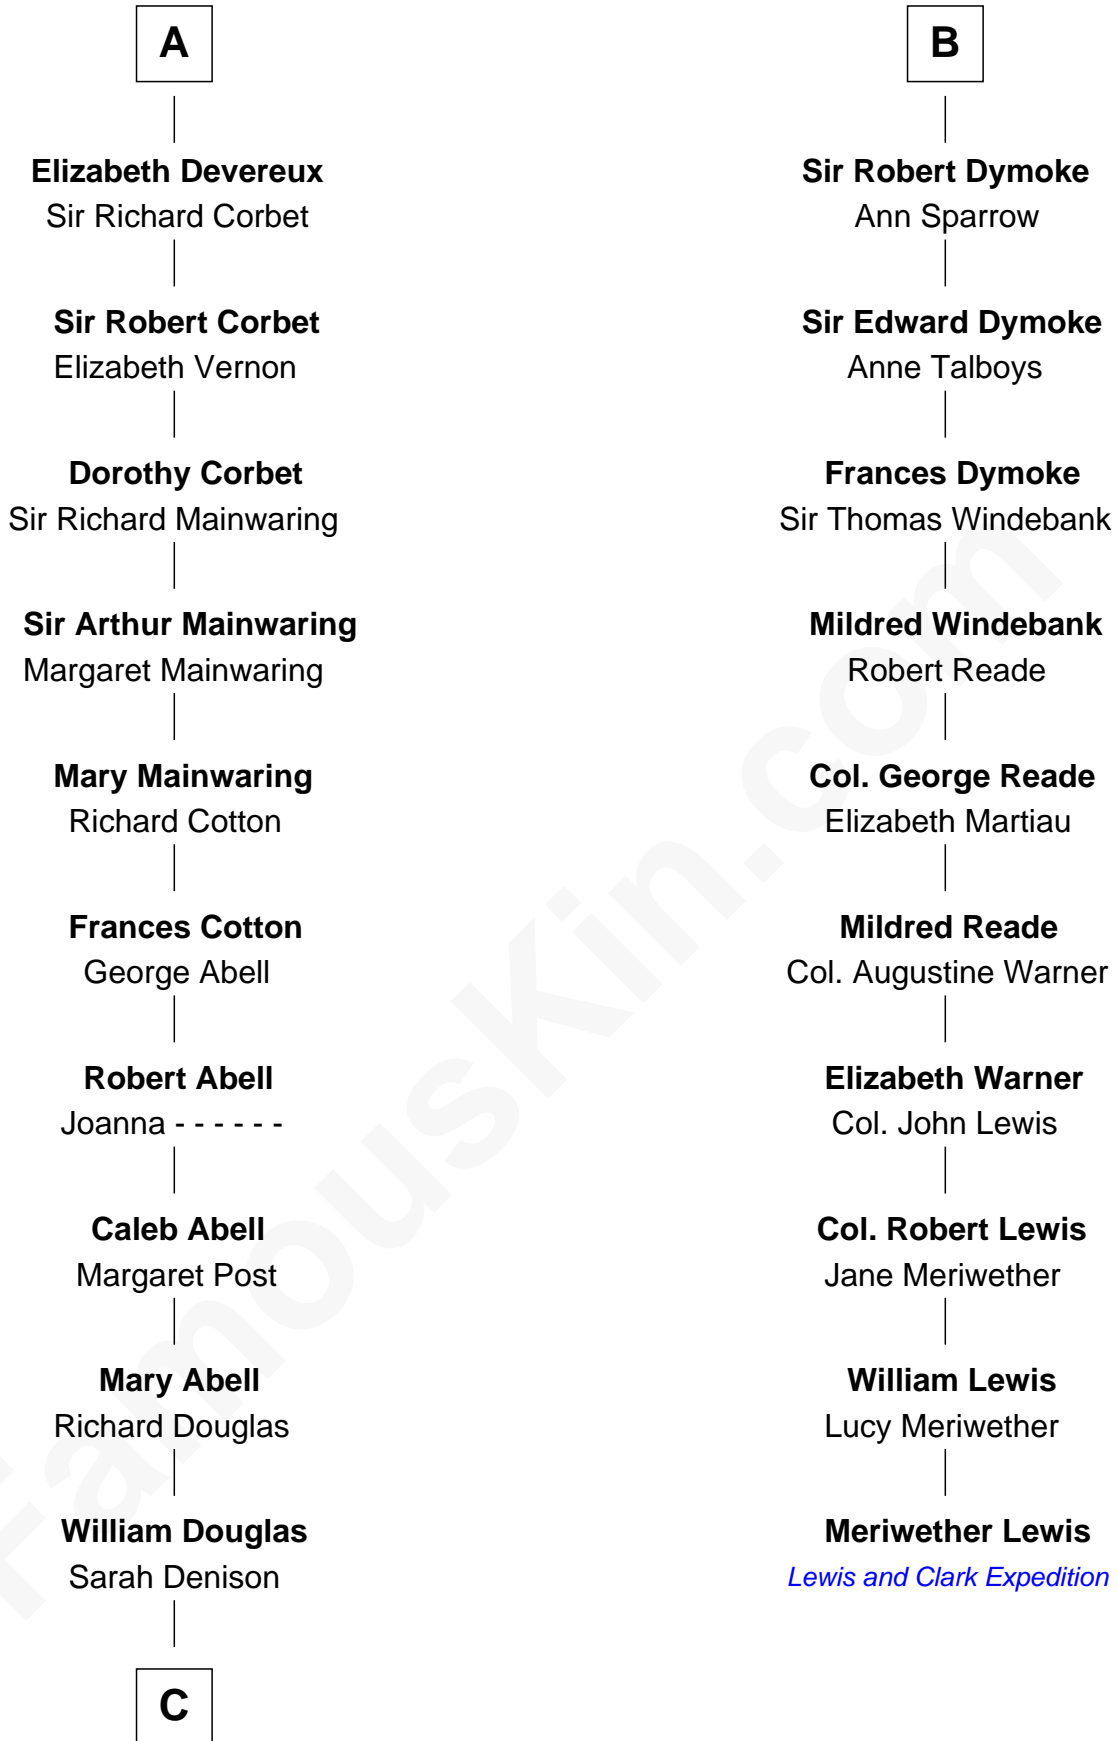 A
Elizabeth Devereux
Sir Richard Corbet
Sir Robert Corbet
Elizabeth Vernon
Dorothy Corbet
Sir Richard Mainwaring
Sir Arthur Mainwaring
Margaret Mainwaring
Mary Mainwaring
Richard Cotton
Frances Cotton
George Abell
Robert Abell
Joanna - - - - - -
Caleb Abell
Margaret Post
Mary Abell
Richard Douglas
William Douglas
Sarah Denison
C
B
Sir Robert Dymoke
Ann Sparrow
Sir Edward Dymoke
Anne Talboys
Frances Dymoke
Sir Thomas Windebank
Mildred Windebank
Robert Reade
Col. George Reade
Elizabeth Martiau
Mildred Reade
Col. Augustine Warner
Elizabeth Warner
Col. John Lewis
Col. Robert Lewis
Jane Meriwether
William Lewis
Lucy Meriwether
Meriwether Lewis
Lewis and Clark Expedition
FamousKin.com